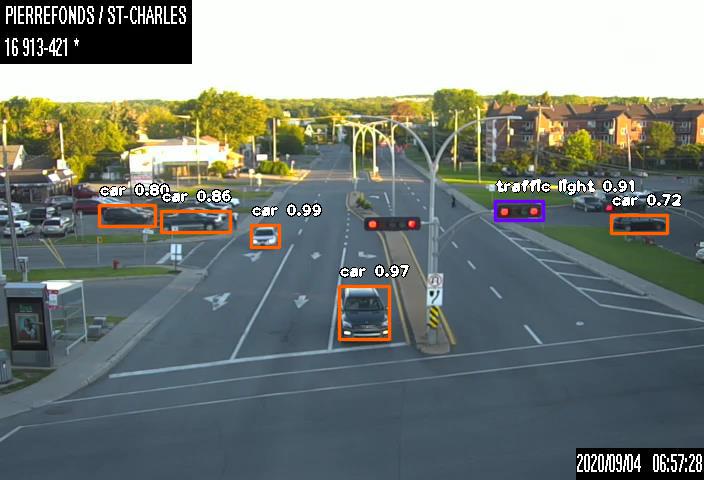 PIERREFONDS / ST-CHARLES
16 913-421 *
car 0.80
car 0.86
car 0.99
traffic light 0.91
car 0.72
car 0.97
2020/09/04 06:57:28